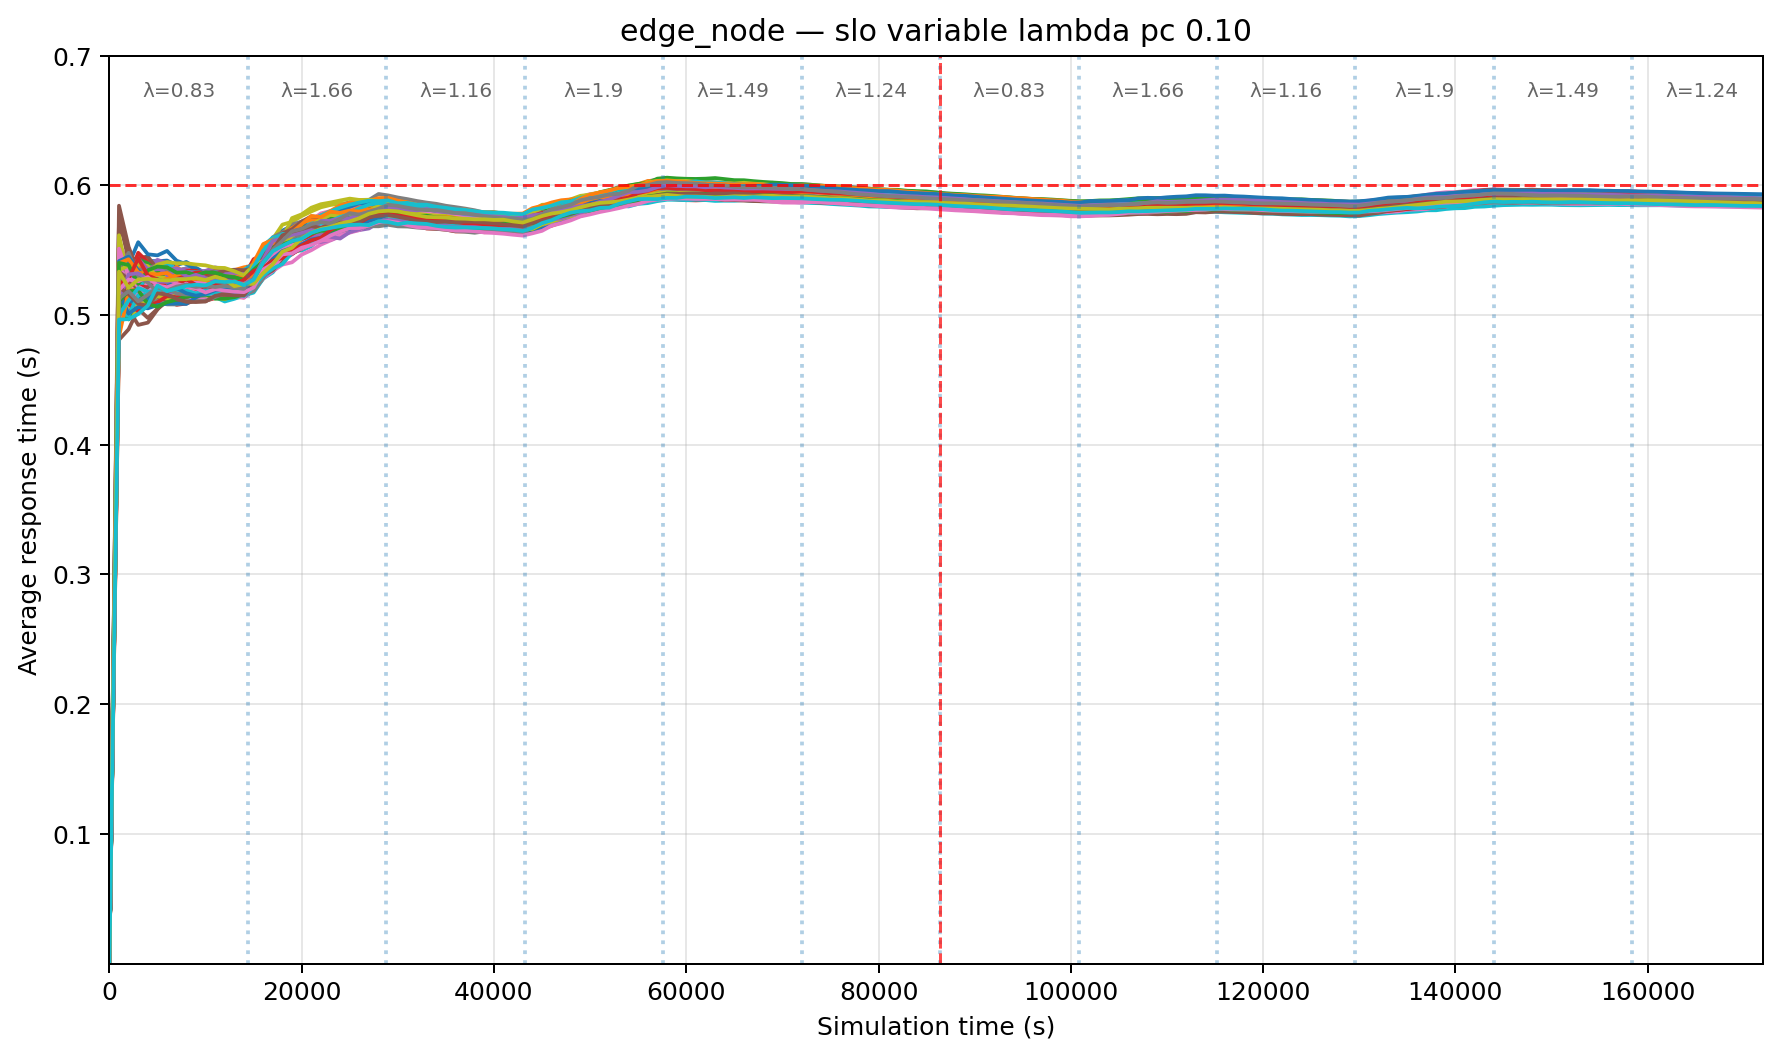 edge_node — slo variable lambda pc 0.10
0.7
λ=0.83 λ=1.66 λ=1.16 λ=1.9 λ=1.49 λ=1.24 λ=0.83 λ=1.66 λ=1.16 λ=1.9 λ=1.49 λ=1.24
0.6
0.5
0.4
0.3
0.2
0.1
Average response time (s)
0 20000 40000 60000 80000 100000 120000 140000 160000
Simulation time (s)